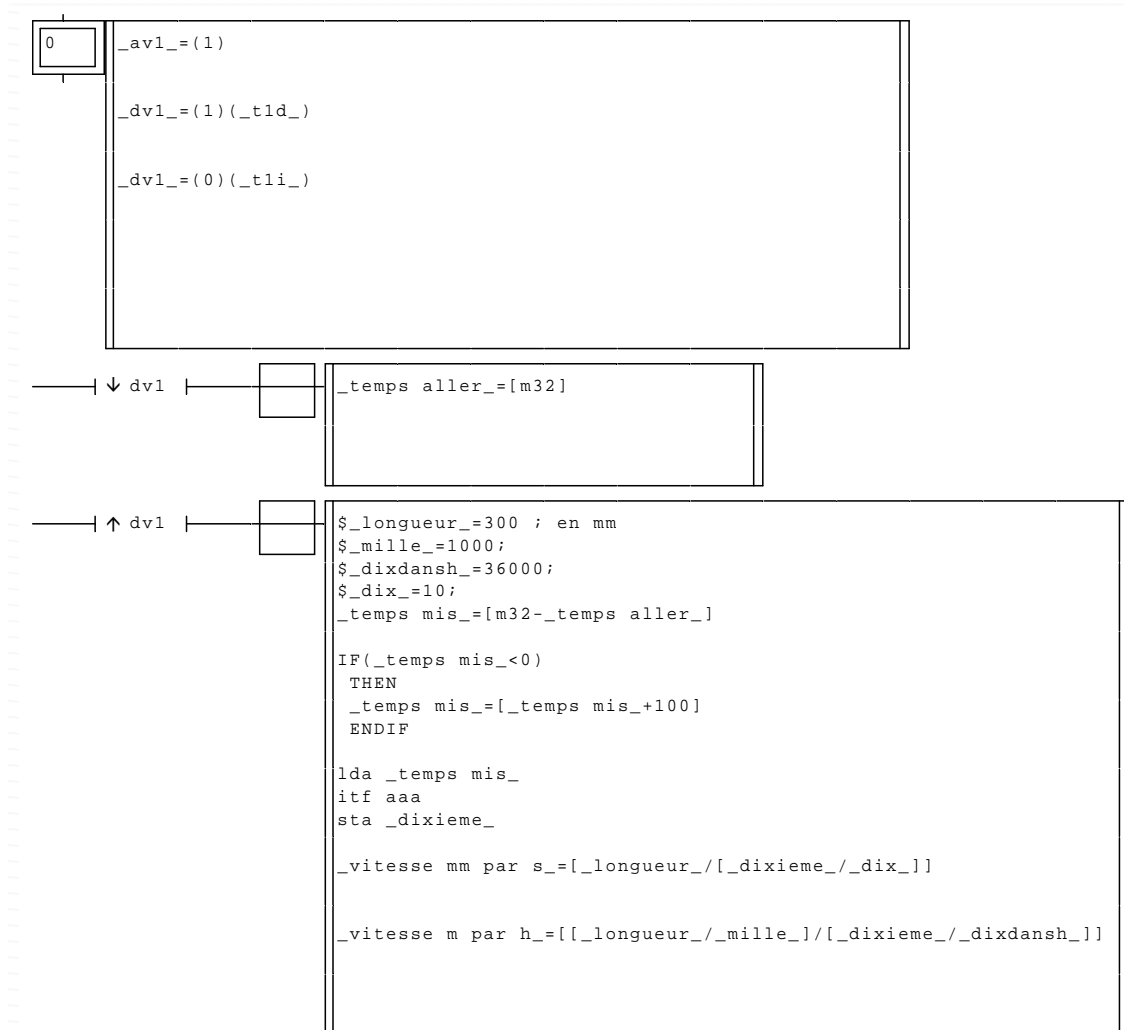 0
_av1_=(1)
_dv1_=(1)(_t1d_)
_dv1_=(0)(_t1i_)
↓ dv1
_temps aller_=[m32]
↑ dv1
$_longueur_=300 ; en mm
$_mille_=1000;
$_dixdansh_=36000;
$_dix_=10;
_temps mis_=[m32-_temps aller_]
IF(_temps mis_<0)
THEN
_temps mis_=[_temps mis_+100]
ENDIF
lda _temps mis_
itf aaa
sta _dixieme_
_vitesse mm par s_=[_longueur_/[_dixieme_/_dix_]]
_vitesse m par h_=[[_longueur_/_mille_]/[_dixieme_/_dixdansh_]]